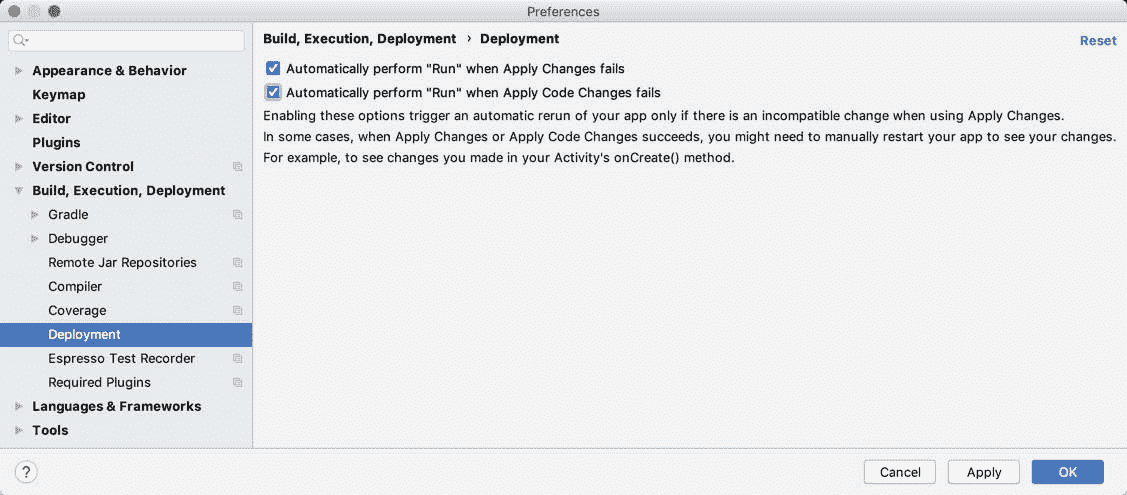 Preferences
Build, Execution, Deployment › Deployment
Reset
Appearance & Behavior
Keymap
Editor
Plugins
Version Control
Build, Execution, Deployment
Gradle
Debugger
Remote Jar Repositories
Compiler
Coverage
Deployment
Espresso Test Recorder
Required Plugins
Languages & Frameworks
Tools
Automatically perform "Run" when Apply Changes fails
Automatically perform "Run" when Apply Code Changes fails
Enabling these options trigger an automatic rerun of your app only if there is an incompatible change when using Apply Changes.
In some cases, when Apply Changes or Apply Code Changes succeeds, you might need to manually restart your app to see your changes.
For example, to see changes you made in your Activity's onCreate() method.
?
Cancel
Apply
OK